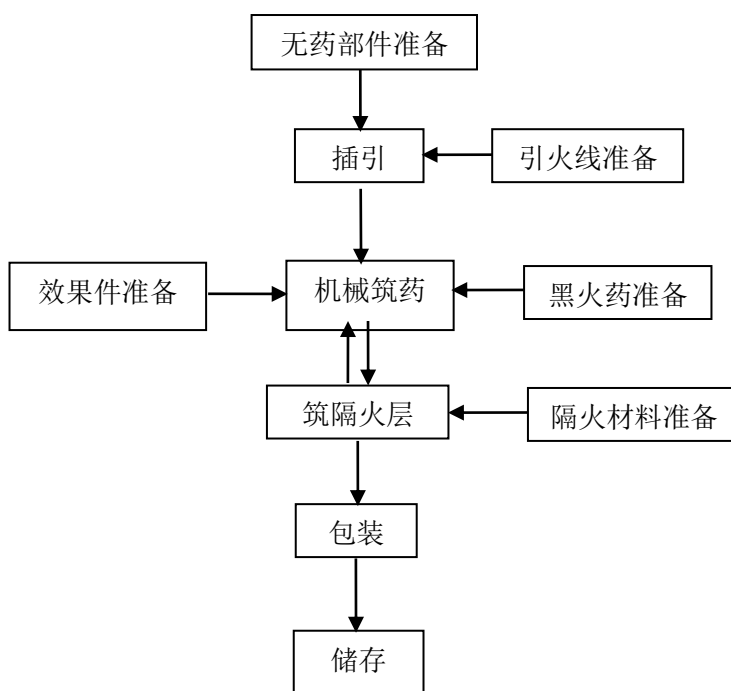 无药部件准备
插引
引火线准备
效果件准备
机械筑药
黑火药准备
筑隔火层
隔火材料准备
包装
储存